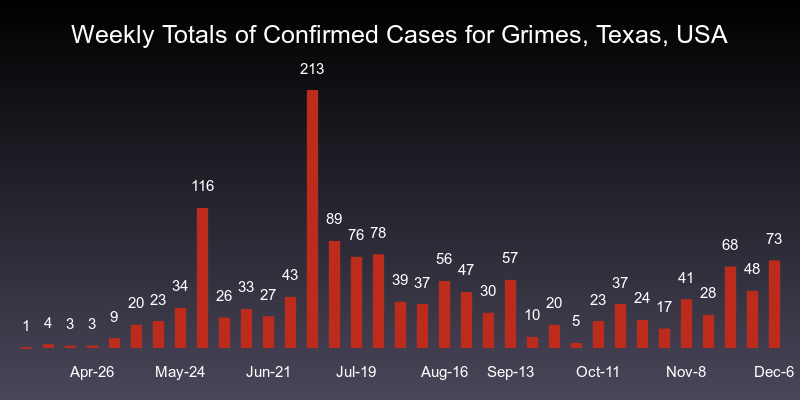 Weekly Totals of Confirmed Cases for Grimes, Texas, USA
1 4 3 3 9 20 23 34 116 26 33 27 43 213 89 76 78 39 37 56 47 30 57 10 20 5 23 37 24 17 41 28 68 48 73
Apr-26 May-24 Jun-21 Jul-19 Aug-16 Sep-13 Oct-11 Nov-8 Dec-6